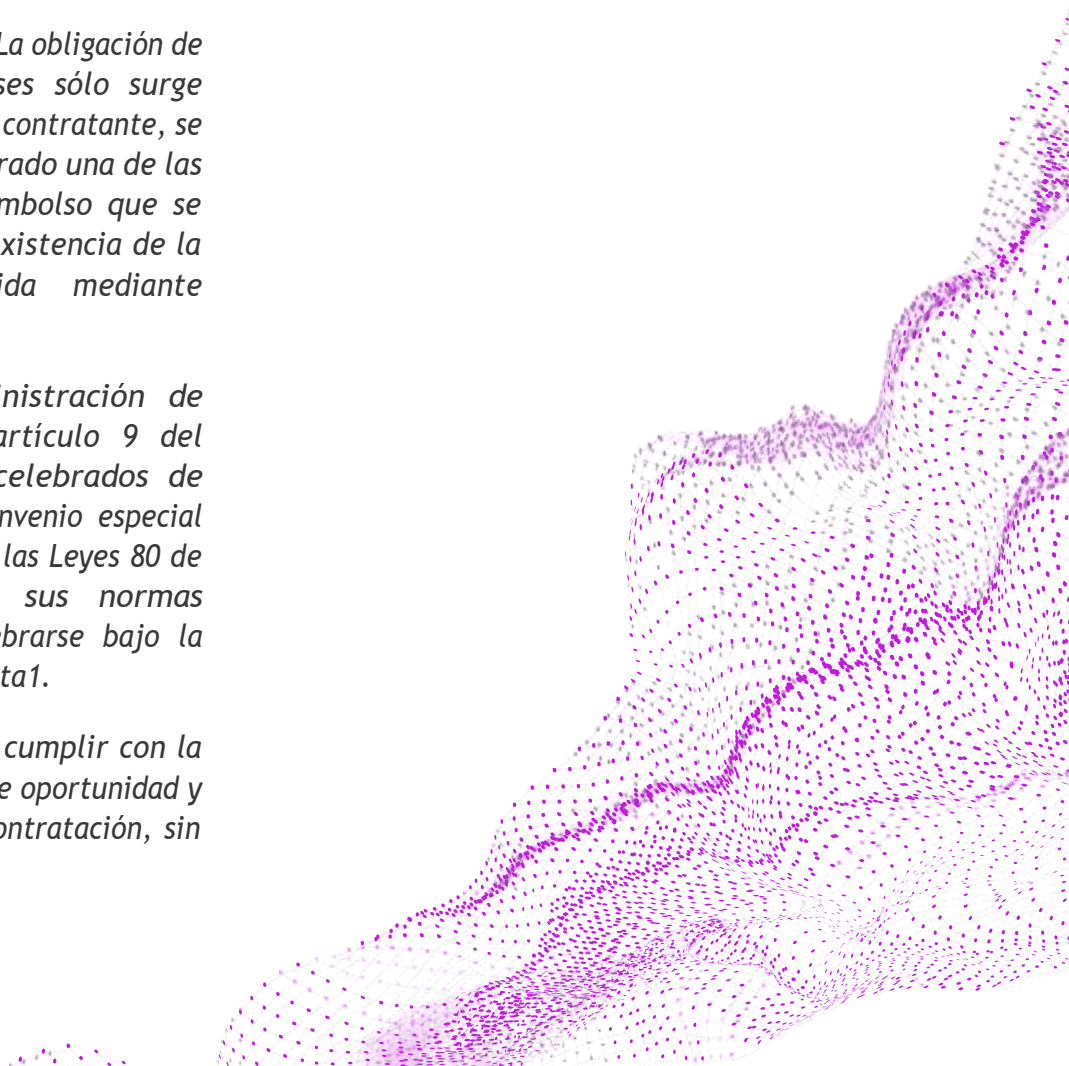 La obligación de
ses sólo surge
contratante, se
rado una de las
mbolso que se
xistencia de la
ida mediante
nistración de
artículo 9 del
celebrados de
nvenio especial
las Leyes 80 de
sus normas
ebrarse bajo la
ta1.
cumplir con la
e oportunidad y
ontratación, sin